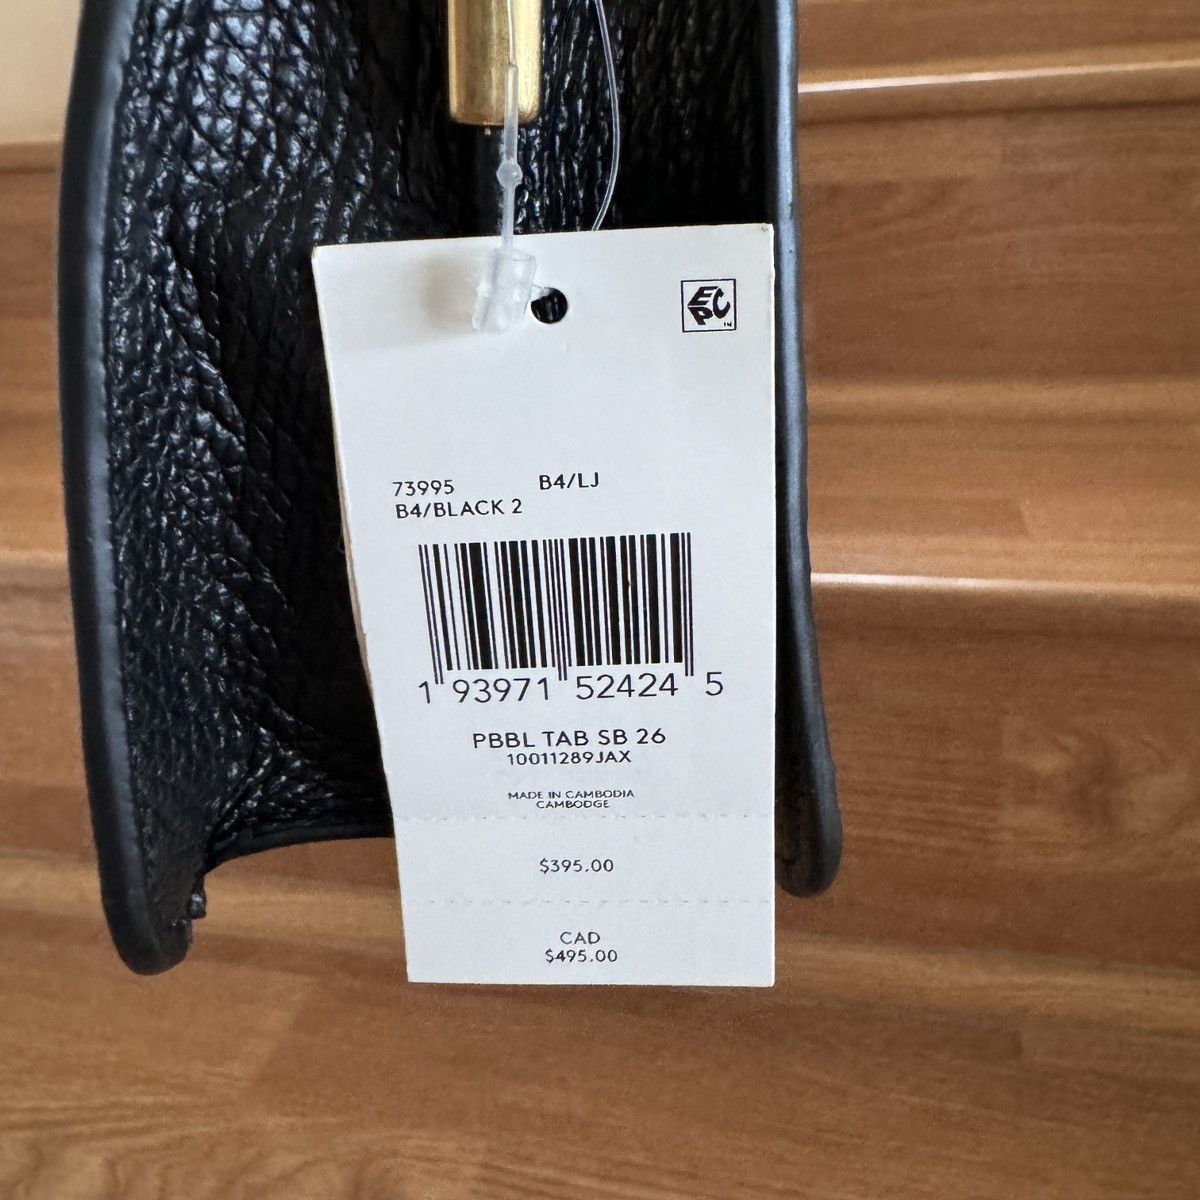 EPC
IN
73995 B4/LJ
B4/BLACK 2
1 93971 52424 5
PBBL TAB SB 26
10011289JAX
MADE IN CAMBODIA
CAMBODGE
$395.00
CAD
$495.00